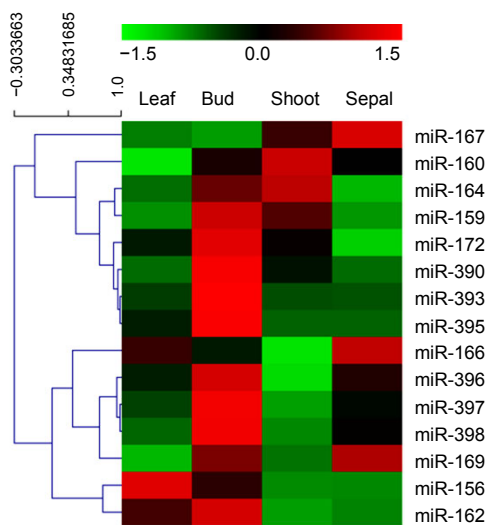 −0.3033663
0.34831685
1.0
−1.5 0.0 1.5
Leaf Bud Shoot Sepal
miR-167
miR-160
miR-164
miR-159
miR-172
miR-390
miR-393
miR-395
miR-166
miR-396
miR-397
miR-398
miR-169
miR-156
miR-162